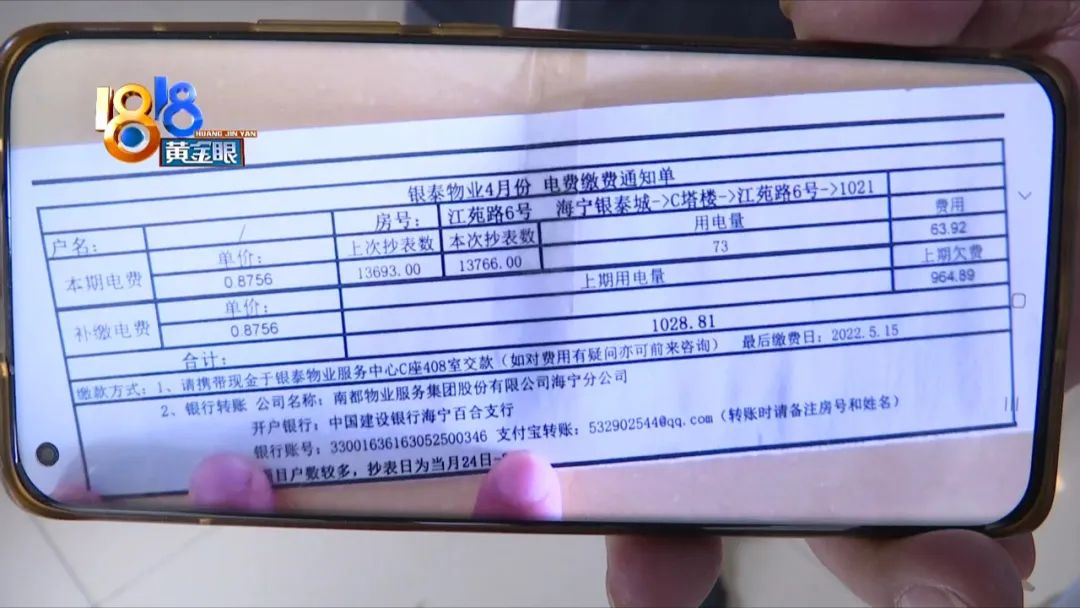 1818
HUANG JIN YAN
黄金眼
银泰物业4月份 电费缴费通知单
户名: / 房号: 江苑路6号 海宁银泰城->C塔楼->江苑路6号->1021
本期电费 单价: 上次抄表数 本次抄表数 用电量 费用
0.8756 13693.00 13766.00 73 63.92
补缴电费 单价: 上期用电量 上期欠费
0.8756 964.89
合计: 1028.81
缴费方式: 1、请携带现金于银泰物业服务中心C座408室交款 (如对费用有疑问亦可前来咨询) 最后缴费日: 2022.5.15
2、银行转账 公司名称: 南都物业服务集团股份有限公司海宁分公司
开户银行: 中国建设银行海宁百合支行
银行账号: 33001636163052500346 支付宝转账: 532902544@qq.com (转账时请备注房号和姓名)
目户数较多, 抄表日为当月24日-